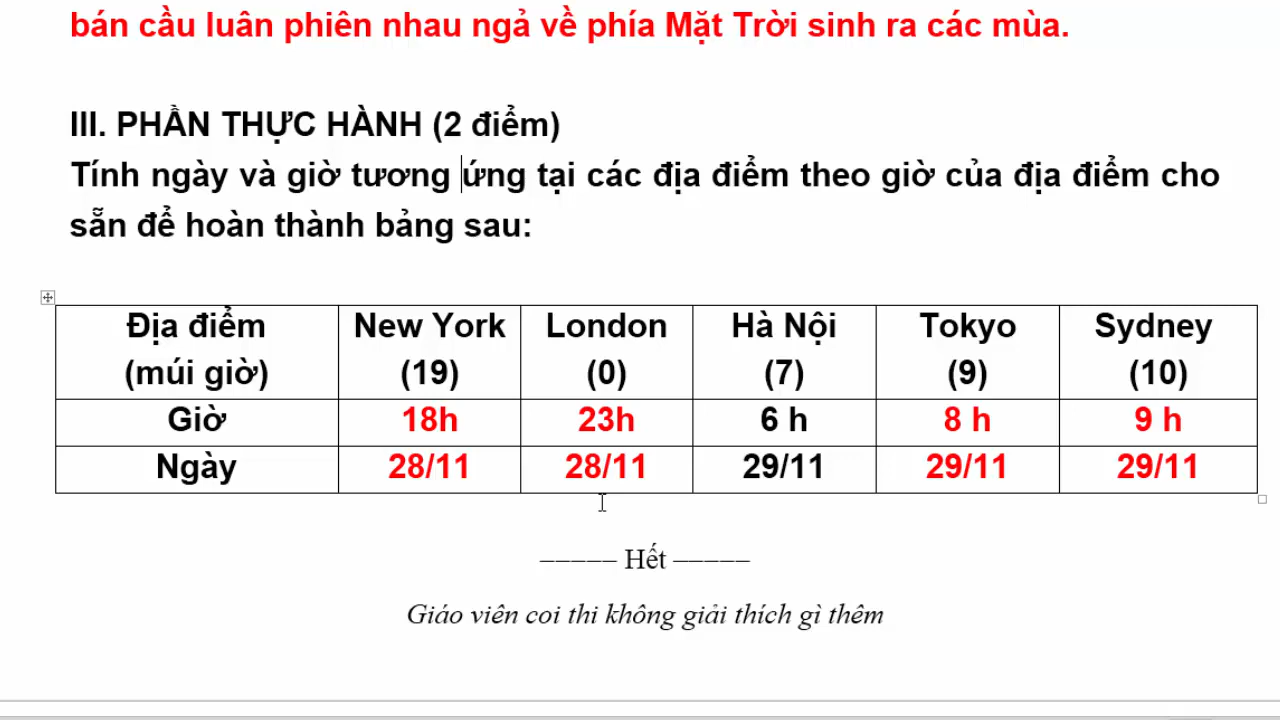 bán cầu luân phiên nhau ngả về phía Mặt Trời sinh ra các mùa.
III. PHẦN THỰC HÀNH (2 điểm)
Tính ngày và giờ tương ứng tại các địa điểm theo giờ của địa điểm cho
sẵn để hoàn thành bảng sau:
Địa điểm New York London Hà Nội Tokyo Sydney
(múi giờ) (19) (0) (7) (9) (10)
Giờ 18h 23h 6 h 8 h 9 h
Ngày 28/11 28/11 29/11 29/11 29/11
––––– Hết –––––
Giáo viên coi thi không giải thích gì thêm